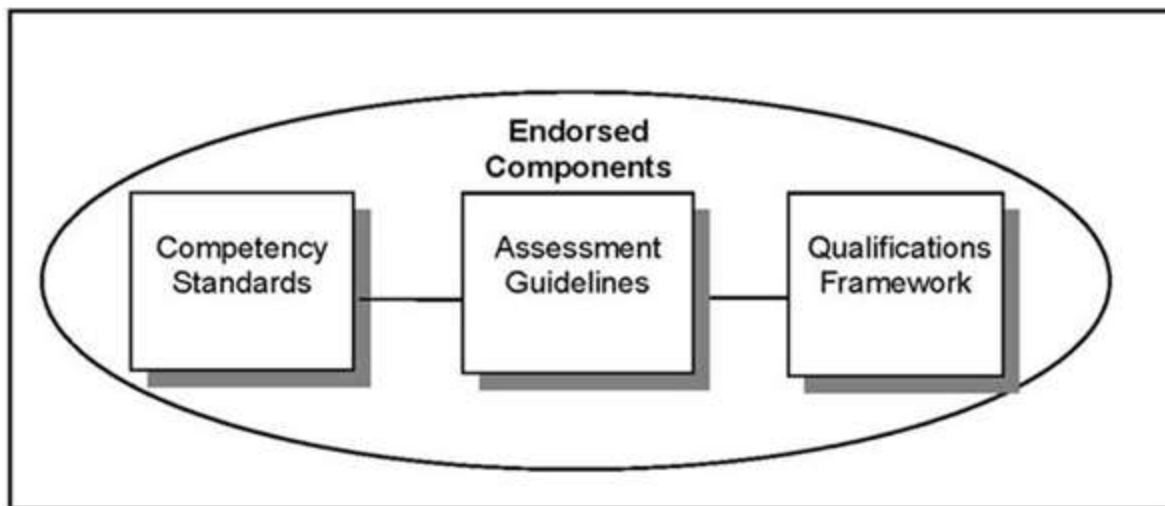 Endorsed
Components
Competency
Standards
Assessment
Guidelines
Qualifications
Framework